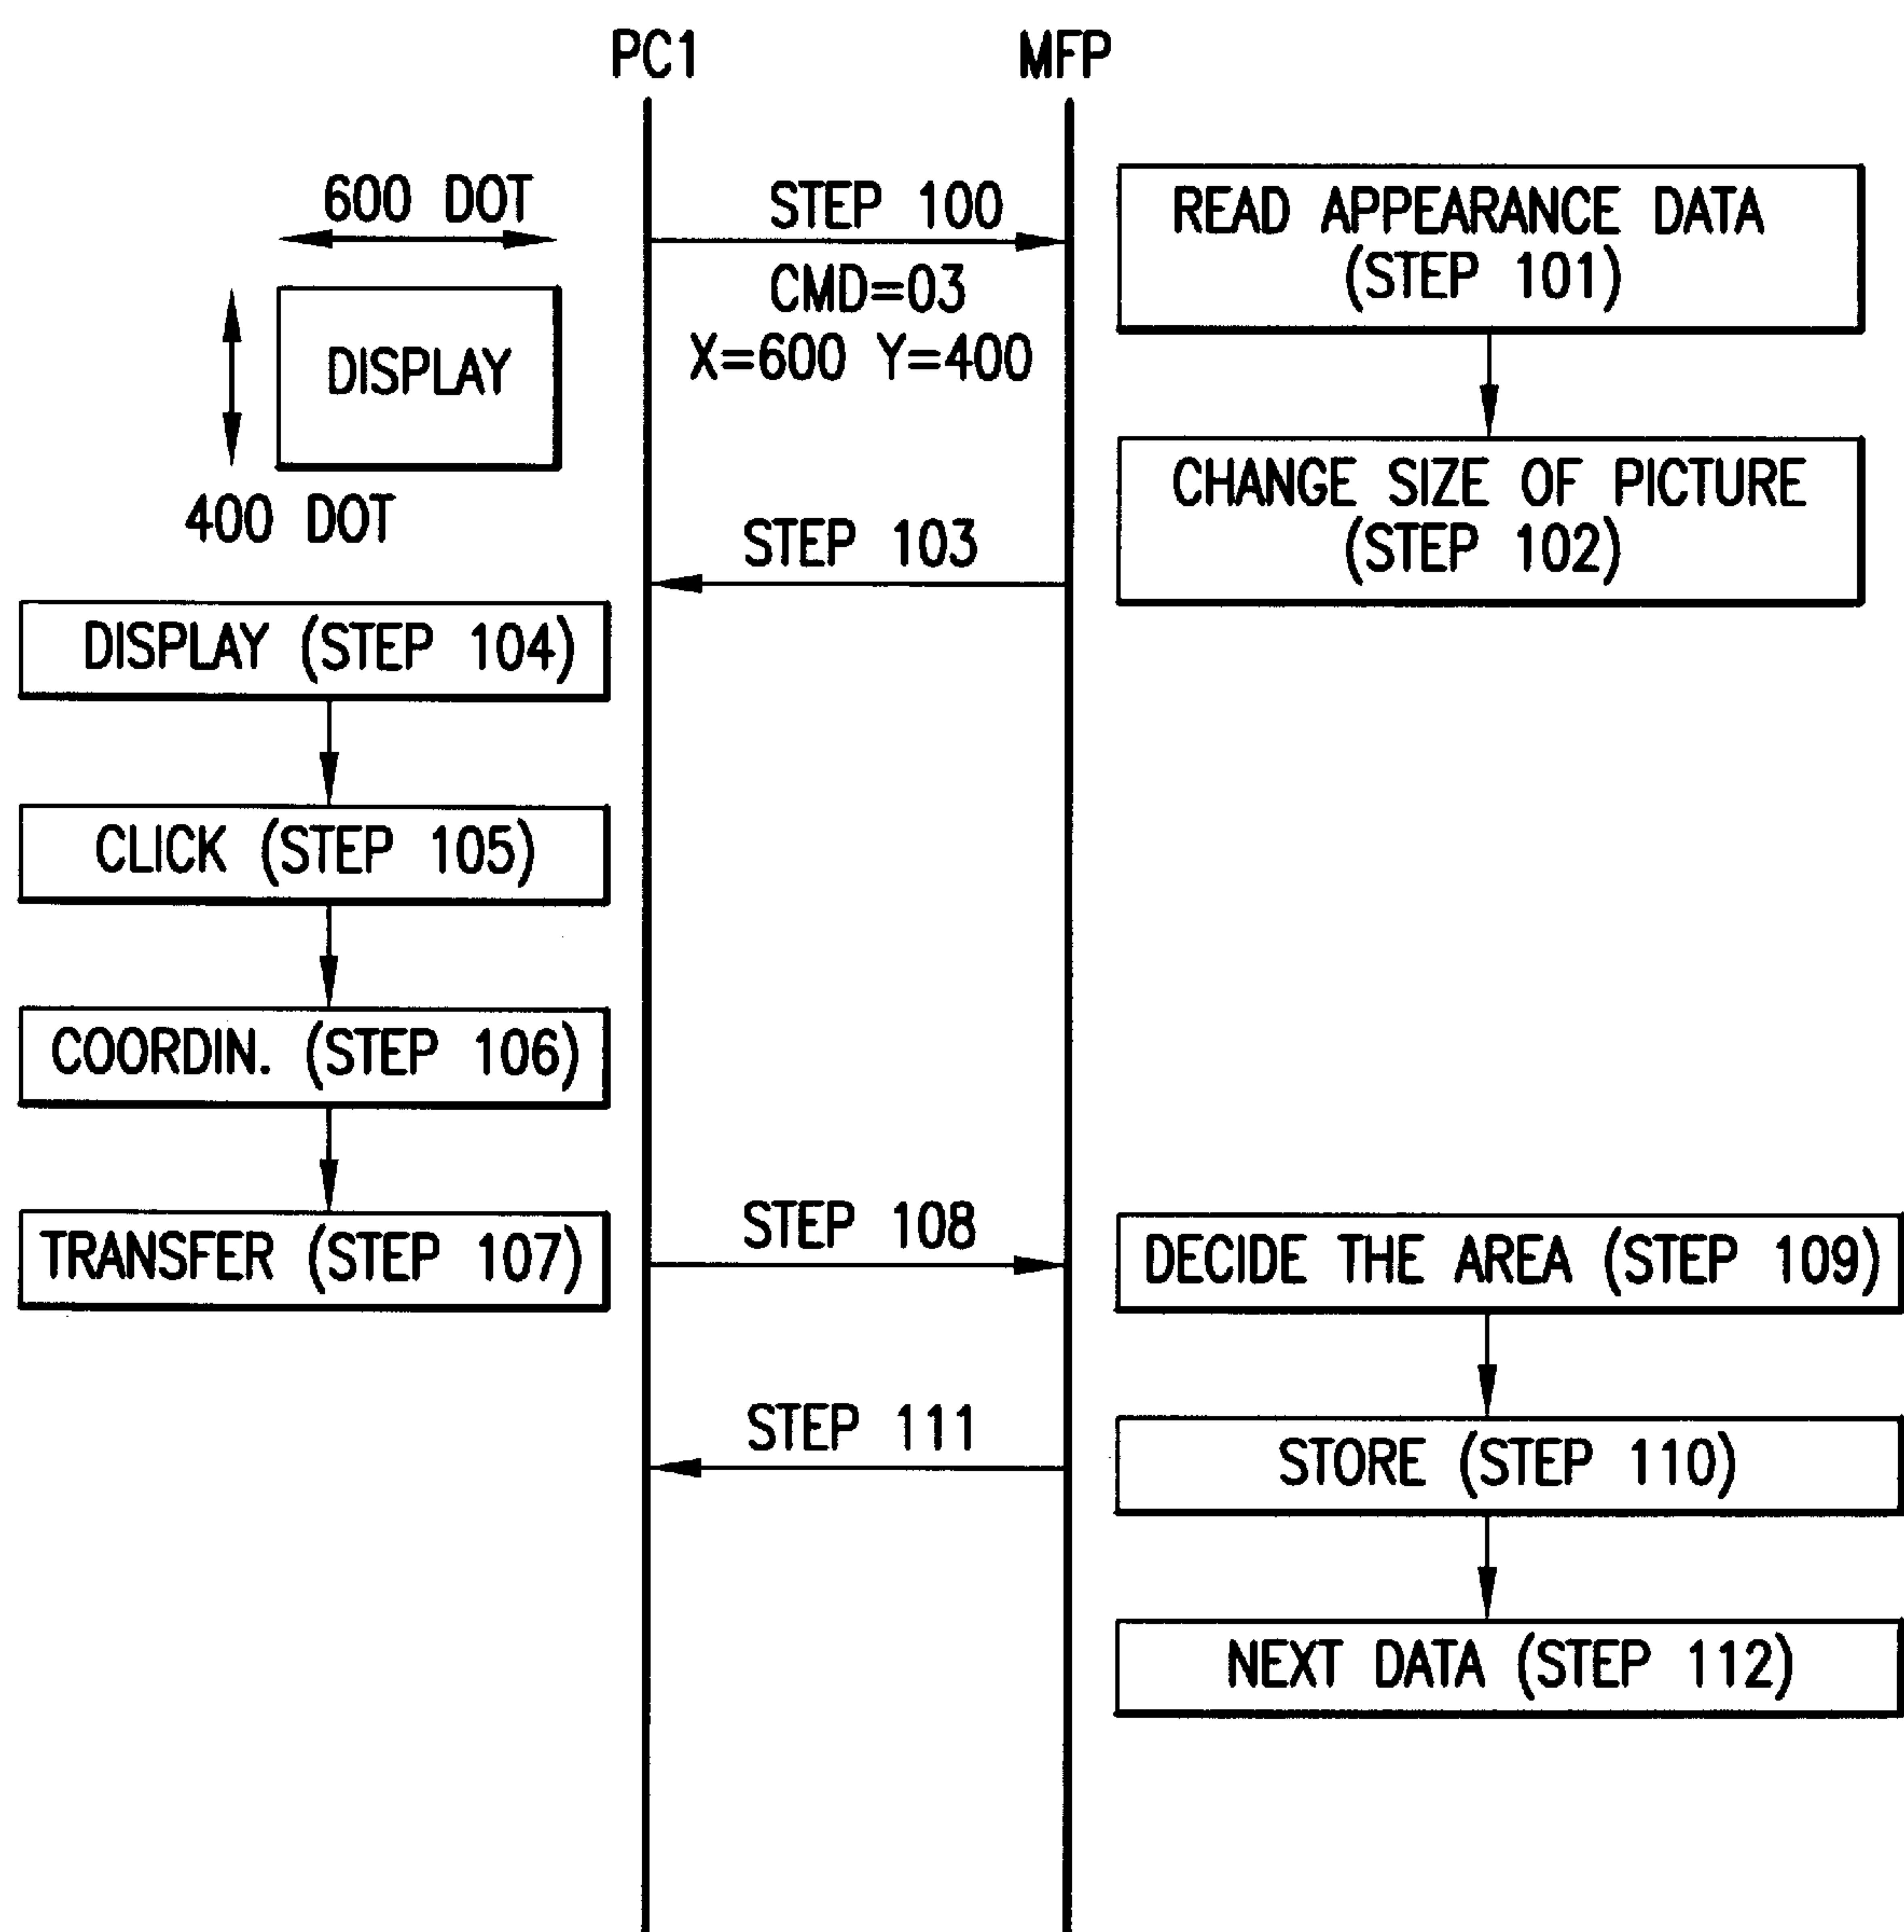 PC1
MFP
600 DOT
DISPLAY
400 DOT
STEP 100
CMD=03
X=600 Y=400
READ APPEARANCE DATA
(STEP 101)
CHANGE SIZE OF PICTURE
(STEP 102)
STEP 103
DISPLAY (STEP 104)
CLICK (STEP 105)
COORDIN. (STEP 106)
TRANSFER (STEP 107)
STEP 108
DECIDE THE AREA (STEP 109)
STEP 111
STORE (STEP 110)
NEXT DATA (STEP 112)